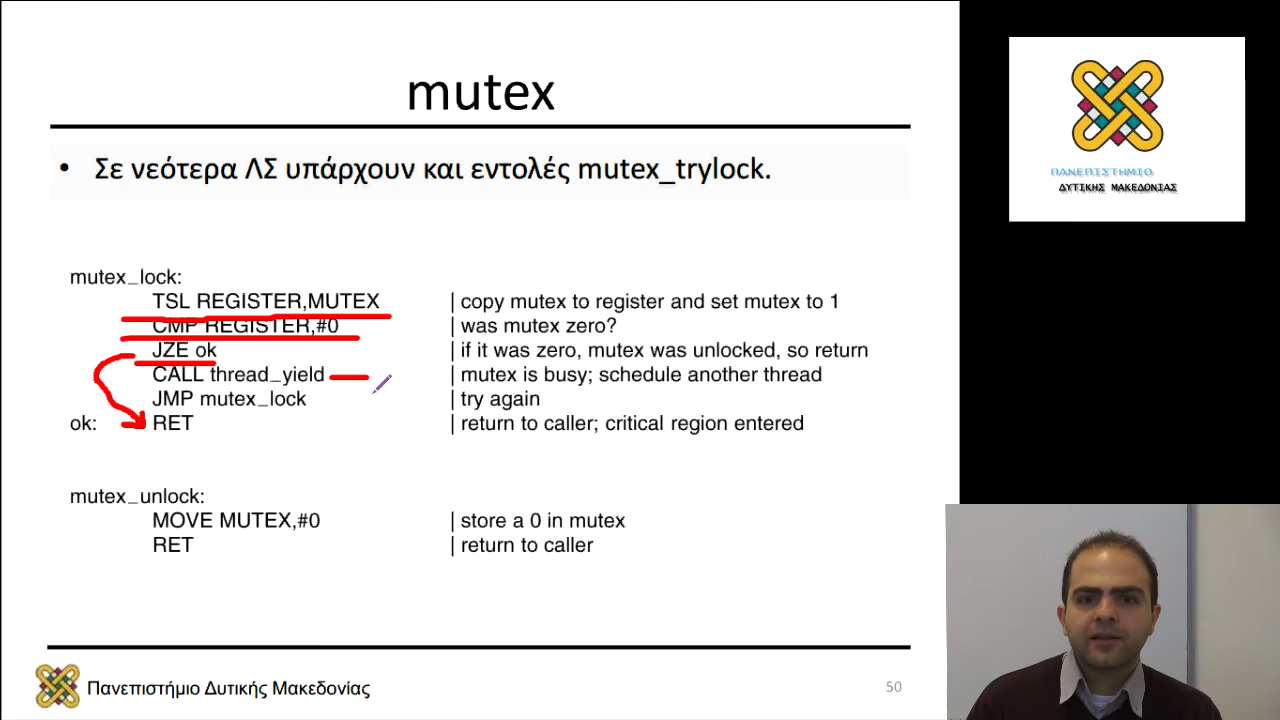 mutex
• Σε νεότερα ΛΣ υπάρχουν και εντολές mutex_trylock.
mutex_lock:
TSL REGISTER,MUTEX | copy mutex to register and set mutex to 1
CMP REGISTER,#0 | was mutex zero?
JZE ok | if it was zero, mutex was unlocked, so return
CALL thread_yield | mutex is busy; schedule another thread
JMP mutex_lock | try again
ok: RET | return to caller; critical region entered
mutex_unlock:
MOVE MUTEX,#0 | store a 0 in mutex
RET | return to caller
Πανεπιστήμιο Δυτικής Μακεδονίας
50
ΠΑΝΕΠΙΣΤΗΜΙΟ
ΔΥΤΙΚΗΣ ΜΑΚΕΔΟΝΙΑΣ